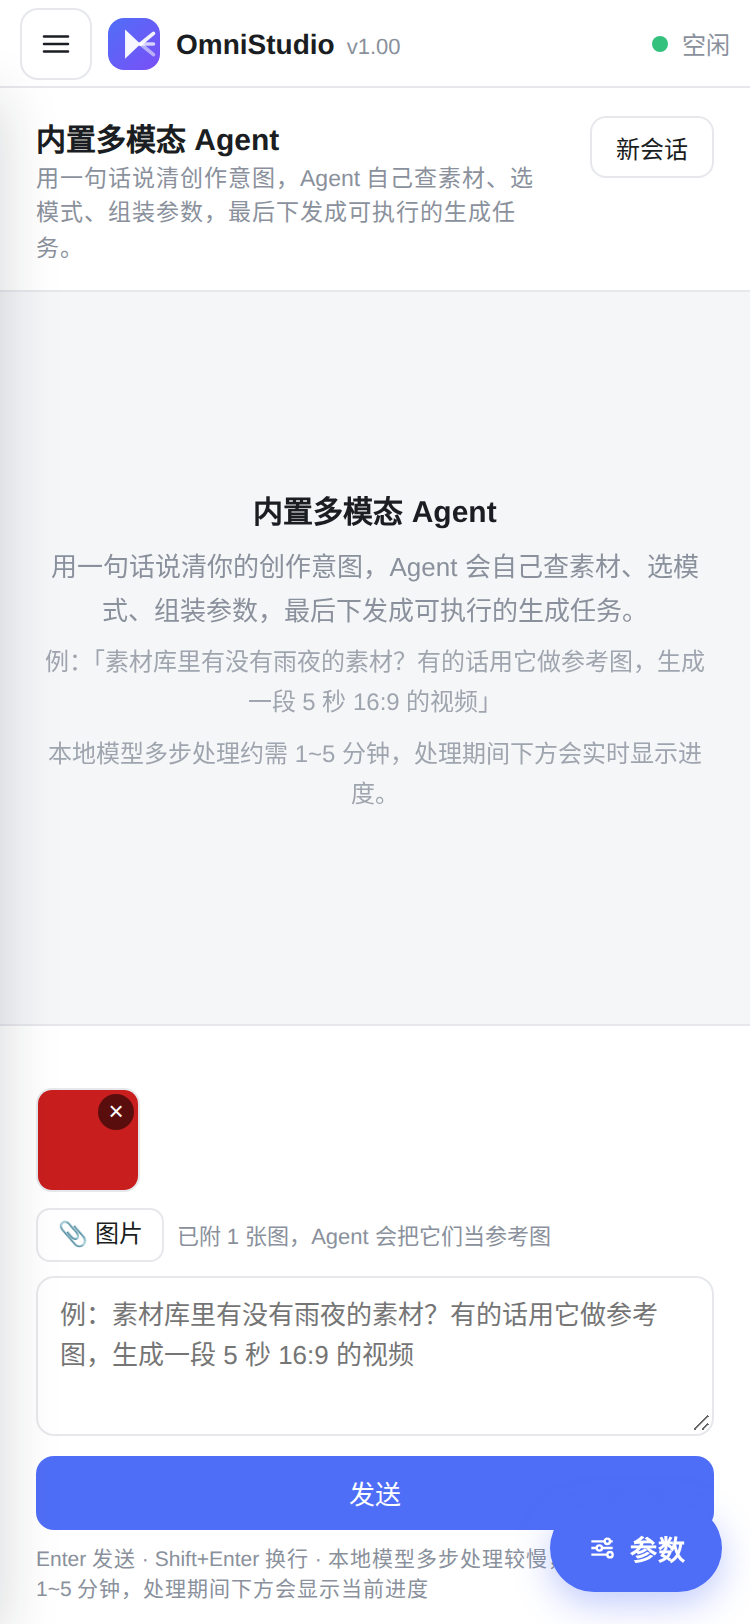 OmniStudio v1.00
空闲
内置多模态 Agent
新会话
用一句话说清创作意图，Agent 自己查素材、选
模式、组装参数，最后下发成可执行的生成任
务。
内置多模态 Agent
用一句话说清你的创作意图，Agent 会自己查素材、选模
式、组装参数，最后下发成可执行的生成任务。
例：「素材库里有没有雨夜的素材？有的话用它做参考图，生成
一段 5 秒 16:9 的视频」
本地模型多步处理约需 1~5 分钟，处理期间下方会实时显示进
度。
图片
已附 1 张图，Agent 会把它们当参考图
例：素材库里有没有雨夜的素材？有的话用它做参考
图，生成一段 5 秒 16:9 的视频
发送
Enter 发送 · Shift+Enter 换行 · 本地模型多步处理较慢，
1~5 分钟，处理期间下方会显示当前进度
参数